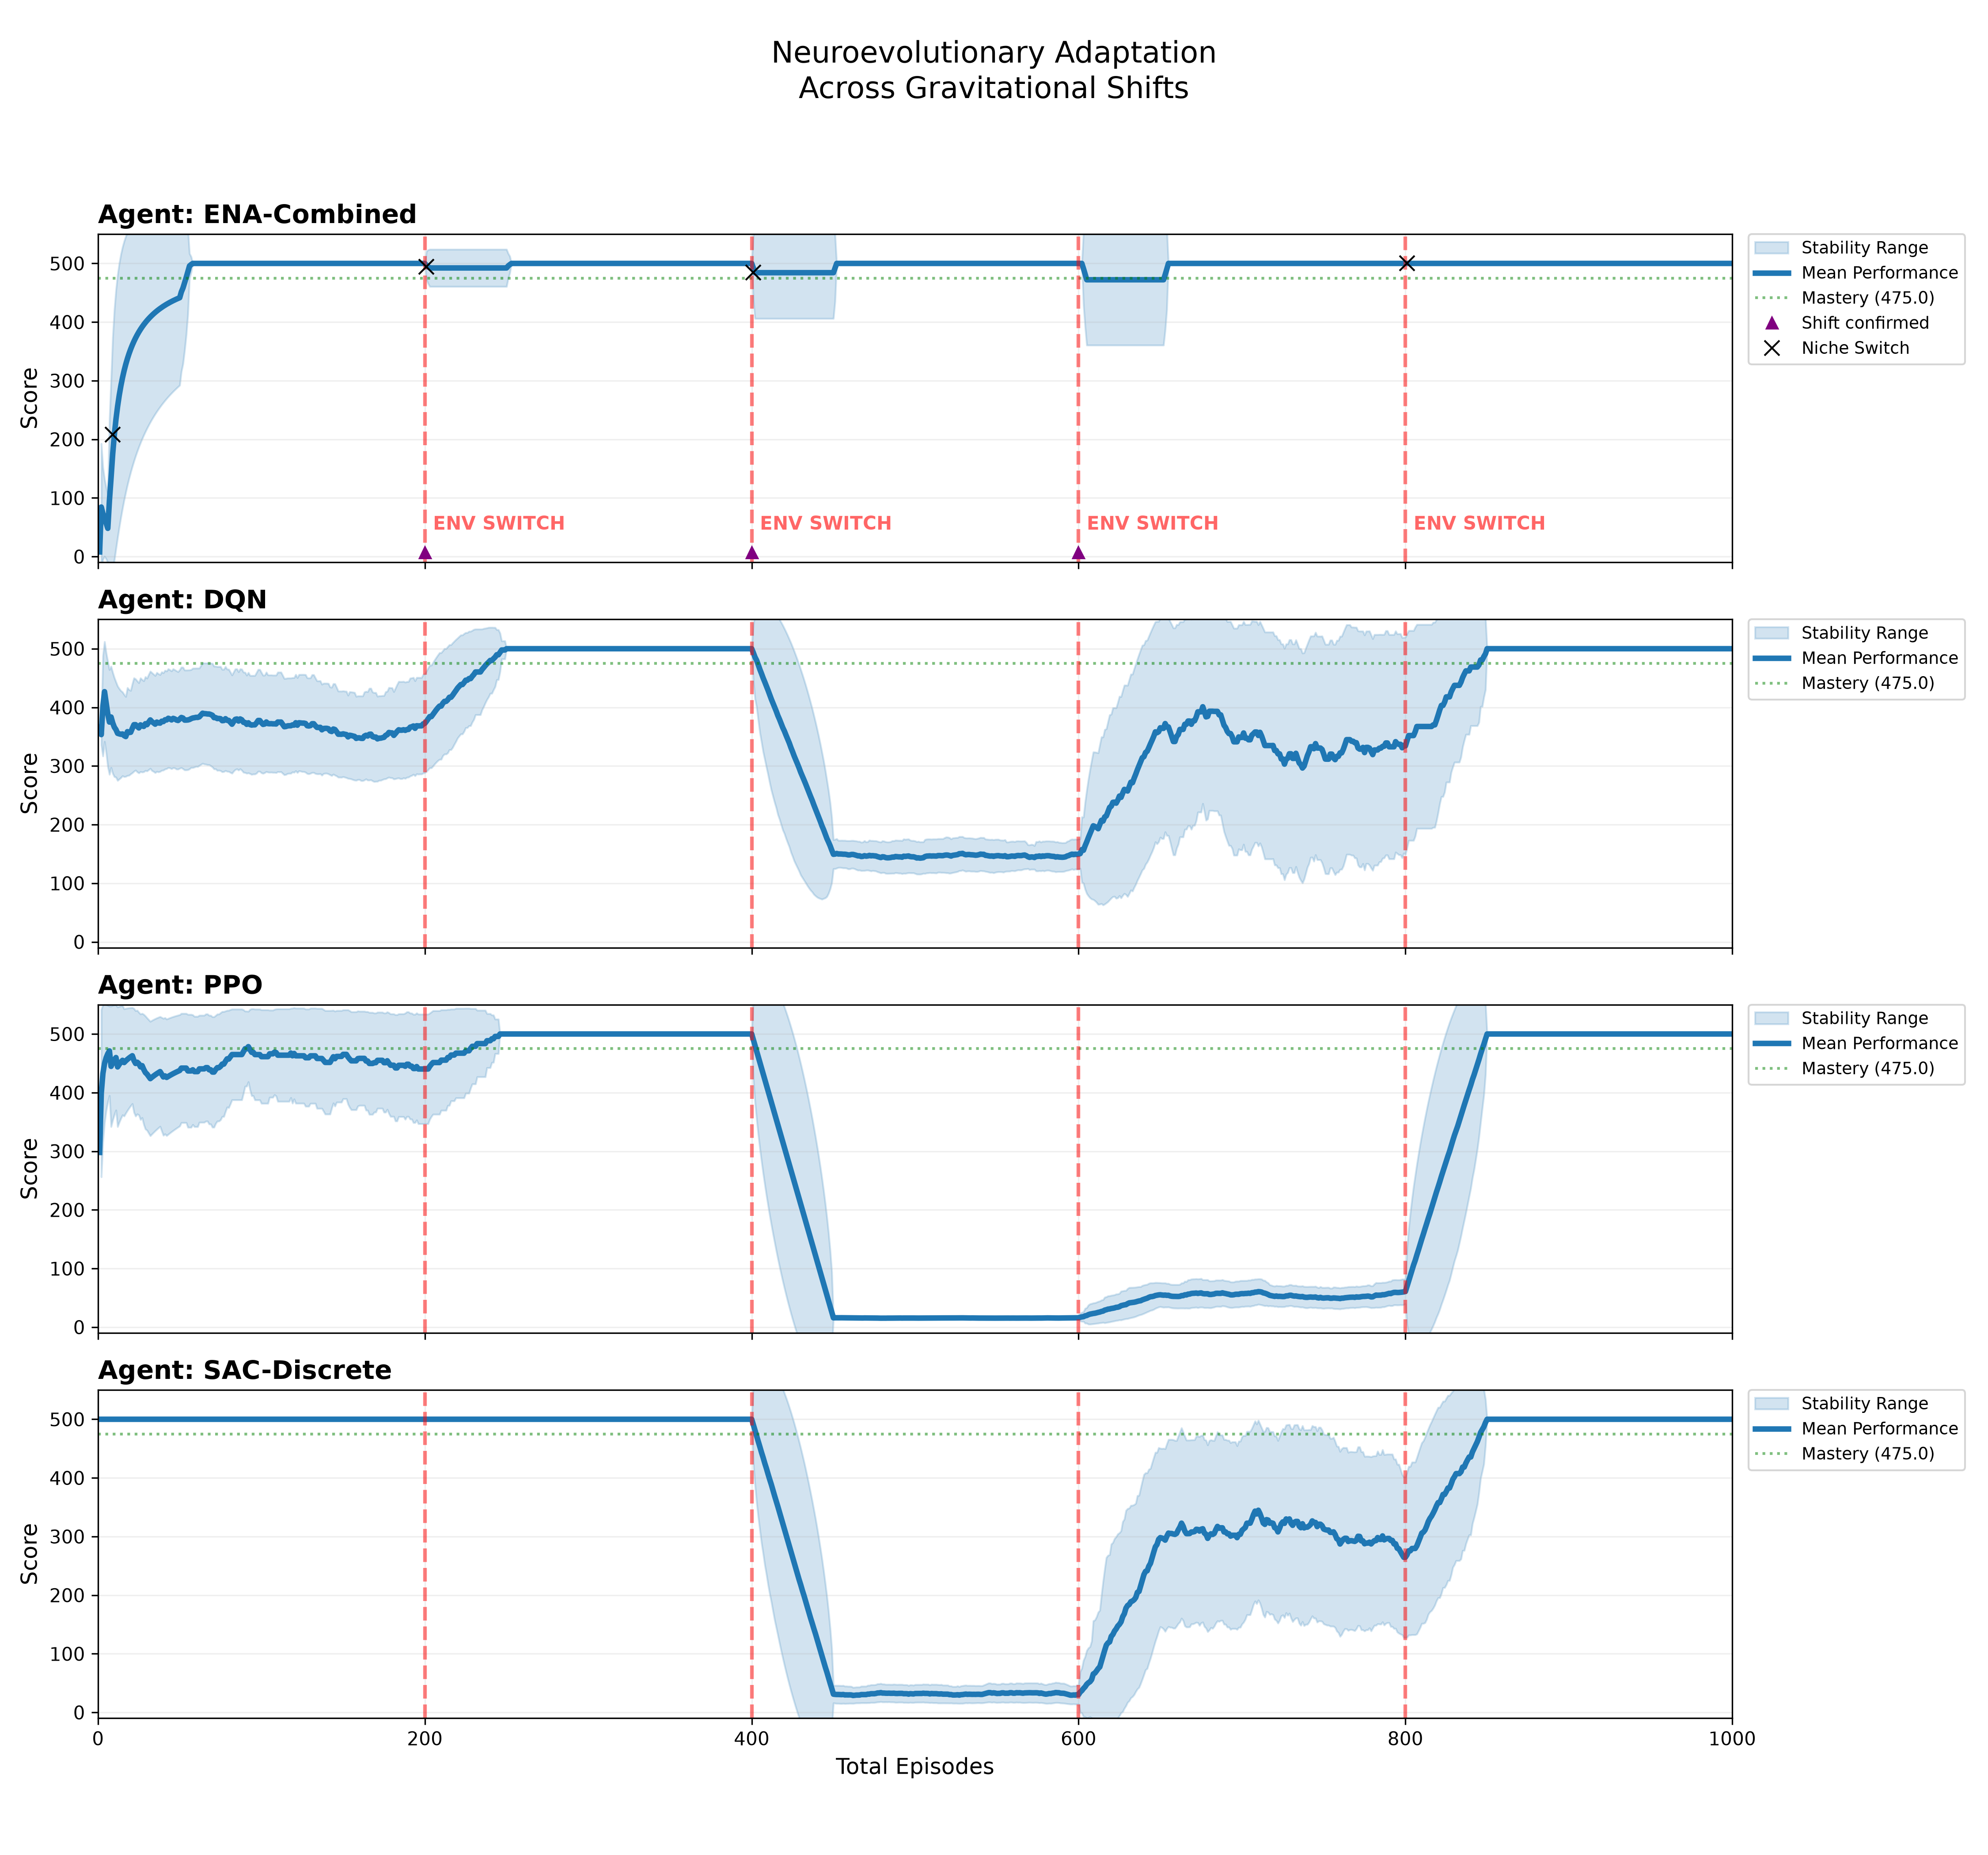 Neuroevolutionary Adaptation
Across Gravitational Shifts
Agent: ENA-Combined
Score
500
400
300
200
100
0
ENV SWITCH
ENV SWITCH
ENV SWITCH
ENV SWITCH
Stability Range
Mean Performance
Mastery (475.0)
Shift confirmed
Niche Switch
Agent: DQN
Score
500
400
300
200
100
0
Stability Range
Mean Performance
Mastery (475.0)
Agent: PPO
Score
500
400
300
200
100
0
Stability Range
Mean Performance
Mastery (475.0)
Agent: SAC-Discrete
Score
500
400
300
200
100
0
Stability Range
Mean Performance
Mastery (475.0)
0
200
400
600
800
1000
Total Episodes